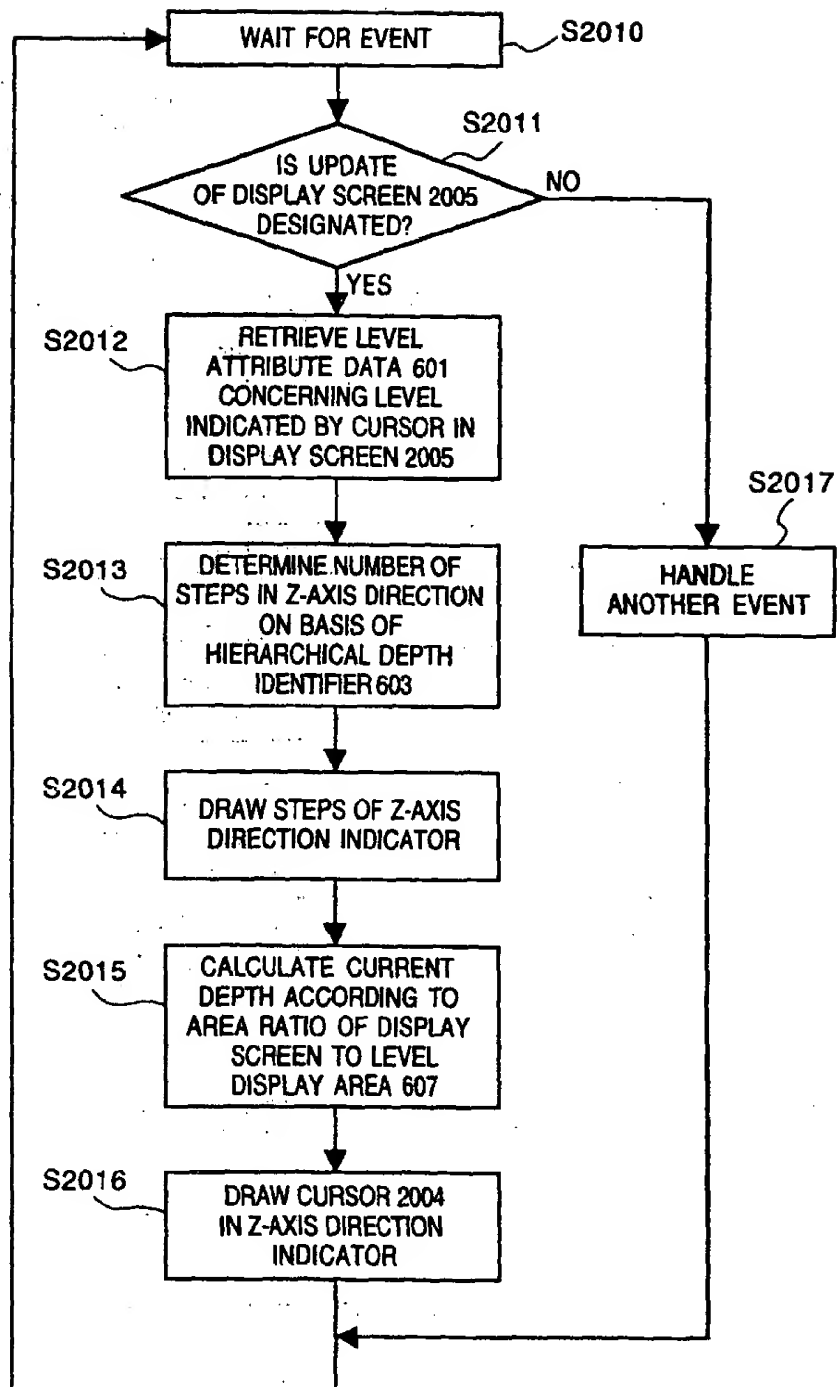 WAIT FOR EVENT
S2010
S2011
IS UPDATE
OF DISPLAY SCREEN 2005
DESIGNATED?
NO
YES
S2012
RETRIEVE LEVEL
ATTRIBUTE DATA 601
CONCERNING LEVEL
INDICATED BY CURSOR IN
DISPLAY SCREEN 2005
S2017
HANDLE
ANOTHER EVENT
S2013
DETERMINE NUMBER OF
STEPS IN Z-AXIS DIRECTION
ON BASIS OF
HIERARCHICAL DEPTH
IDENTIFIER 603
S2014
DRAW STEPS OF Z-AXIS
DIRECTION INDICATOR
S2015
CALCULATE CURRENT
DEPTH ACCORDING TO
AREA RATIO OF DISPLAY
SCREEN TO LEVEL
DISPLAY AREA 607
S2016
DRAW CURSOR 2004
IN Z-AXIS DIRECTION
INDICATOR